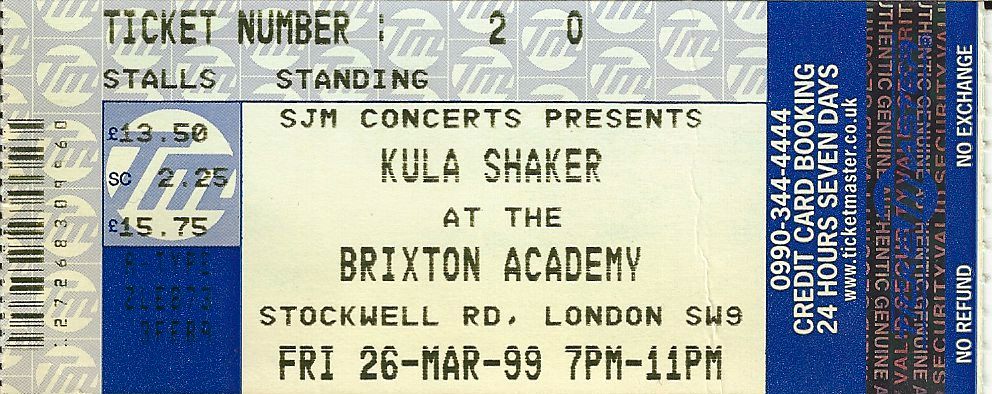 TICKET NUMBER : 2 0
STALLS STANDING
£13.50
SC 2.25
£15.75
SJM CONCERTS PRESENTS
KULA SHAKER
AT THE
BRIXTON ACADEMY
STOCKWELL RD, LONDON SW9
FRI 26-MAR-99 7PM-11PM
0990-344-4444
CREDIT CARD BOOKING
24 HOURS SEVEN DAYS
www.ticketmaster.co.uk
NO REFUND NO EXCHANGE